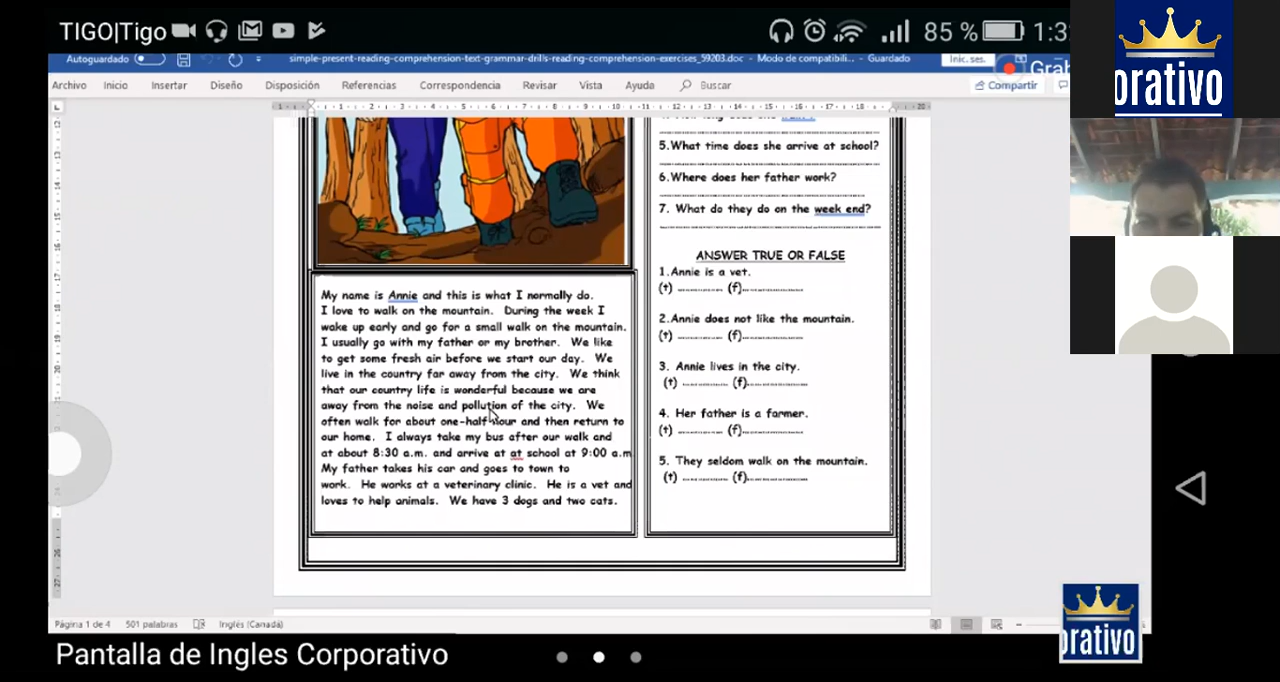 TIGO|Tigo
85 %
1:3
Autoguardado
simple-present-reading-comprehension-text-grammar-drills-reading-comprehension-exercises_59203.doc - Modo de compatibili... - Guardado
Inic. ses.
Grab
Archivo Inicio Insertar Diseño Disposición Referencias Correspondencia Revisar Vista Ayuda Buscar
Compartir
orativo
5.What time does she arrive at school?
6.Where does her father work?
7. What do they do on the week end?
ANSWER TRUE OR FALSE
1.Annie is a vet.
(t) (f)
2.Annie does not like the mountain.
(t) (f)
3. Annie lives in the city.
(t) (f)
4. Her father is a farmer.
(t) (f)
5. They seldom walk on the mountain.
(t) (f)
My name is Annie and this is what I normally do.
I love to walk on the mountain. During the week I
wake up early and go for a small walk on the mountain.
I usually go with my father or my brother. We like
to get some fresh air before we start our day. We
live in the country far away from the city. We think
that our country life is wonderful because we are
away from the noise and pollution of the city. We
often walk for about one-half hour and then return to
our home. I always take my bus after our walk and
at about 8:30 a.m. and arrive at at school at 9:00 a.m
My father takes his car and goes to town to
work. He works at a veterinary clinic. He is a vet and
loves to help animals. We have 3 dogs and two cats.
Página 1 de 4 501 palabras Inglés (Canadá)
Pantalla de Ingles Corporativo
orativo